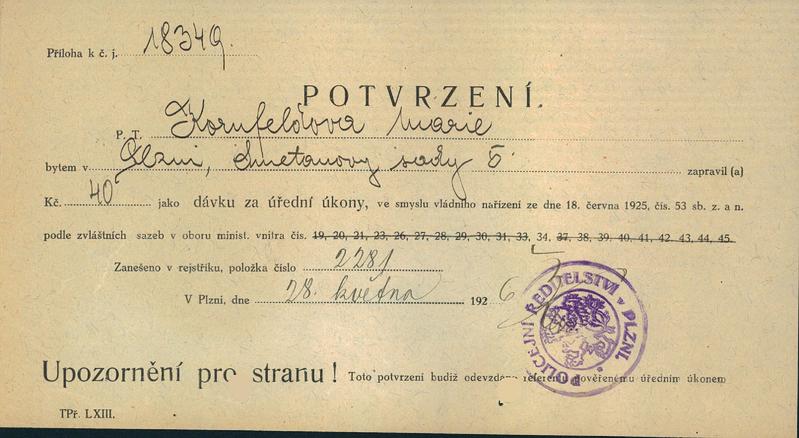 Příloha k č. j. 18349.
POTVRZENÍ.
P. T. Kornfeldova Marie
bytem v Plzni, Smetanovy sady 5 zapravil (a)
Kč. 40 jako dávku za úřední úkony, ve smyslu vládního nařízení ze dne 18. června 1925, čís. 53 sb. z. a n.
podle zvláštních sazeb v oboru minist. vnitra čís. 19, 20, 21, 23, 26, 27, 28, 29, 30, 31, 33, 34, 37, 38, 39, 40, 41, 42, 43, 44, 45.
Zaneseno v rejstříku, položka číslo 2281
V Plzni, dne 28. května 1926
POLICEJNÍ ŘEDITELSTVÍ V PLZNI.
Upozornění pro stranu! Toto potvrzení budiž odevzdáno referentu pověřenému úředním úkonem
TPř. LXIII.